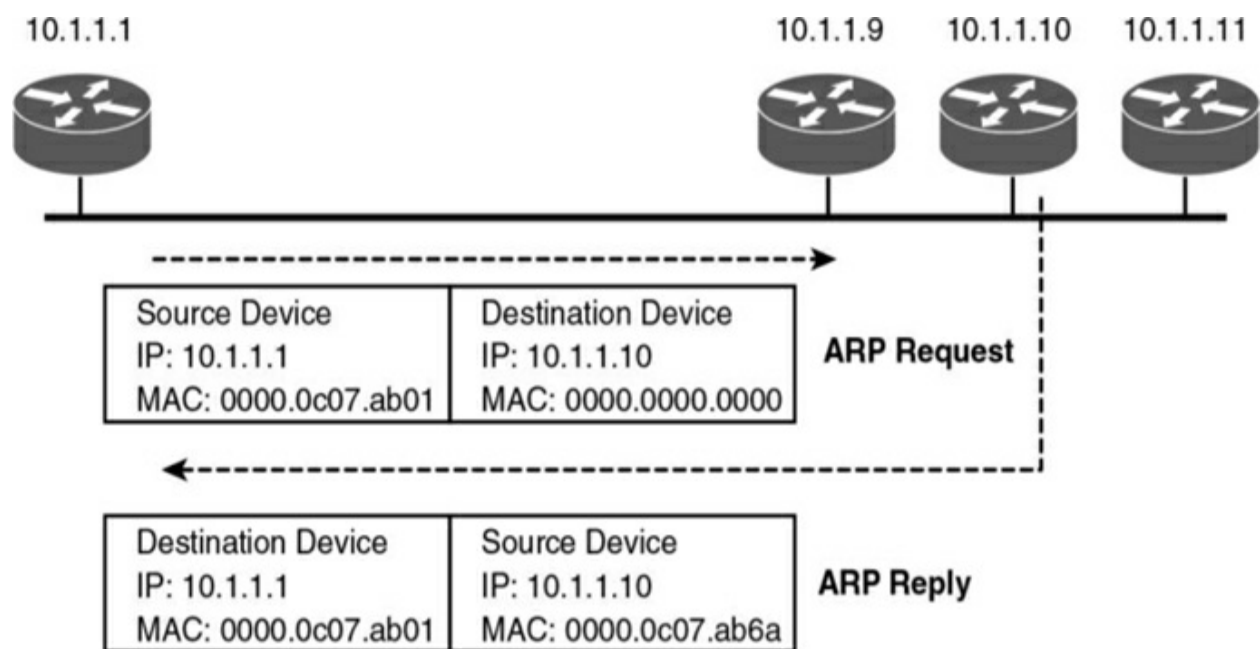 10.1.1.1 10.1.1.9 10.1.1.10 10.1.1.11
Source Device
IP: 10.1.1.1
MAC: 0000.0c07.ab01
Destination Device
IP: 10.1.1.10
MAC: 0000.0000.0000
ARP Request
Destination Device
IP: 10.1.1.1
MAC: 0000.0c07.ab01
Source Device
IP: 10.1.1.10
MAC: 0000.0c07.ab6a
ARP Reply